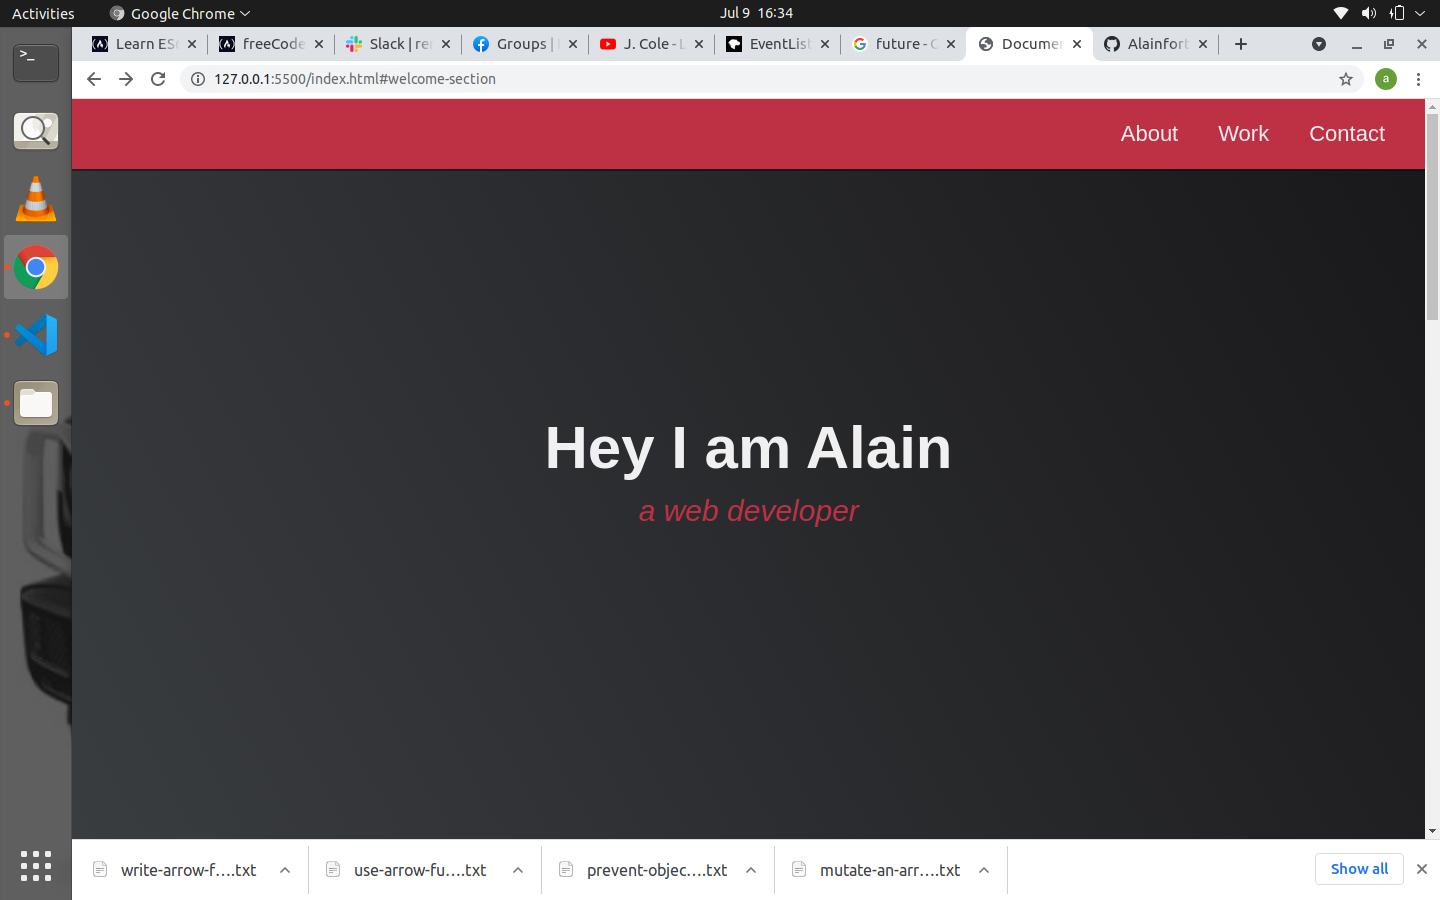 Activities
Google Chrome
Jul 9 16:34
Learn ES
freeCode
Slack | re
Groups |
J. Cole - L
EventList
future - C
Documen
Alainfort
127.0.0.1:5500/index.html#welcome-section
a
About
Work
Contact
Hey I am Alain
a web developer
write-arrow-f....txt
use-arrow-fu....txt
prevent-objec....txt
mutate-an-arr....txt
Show all